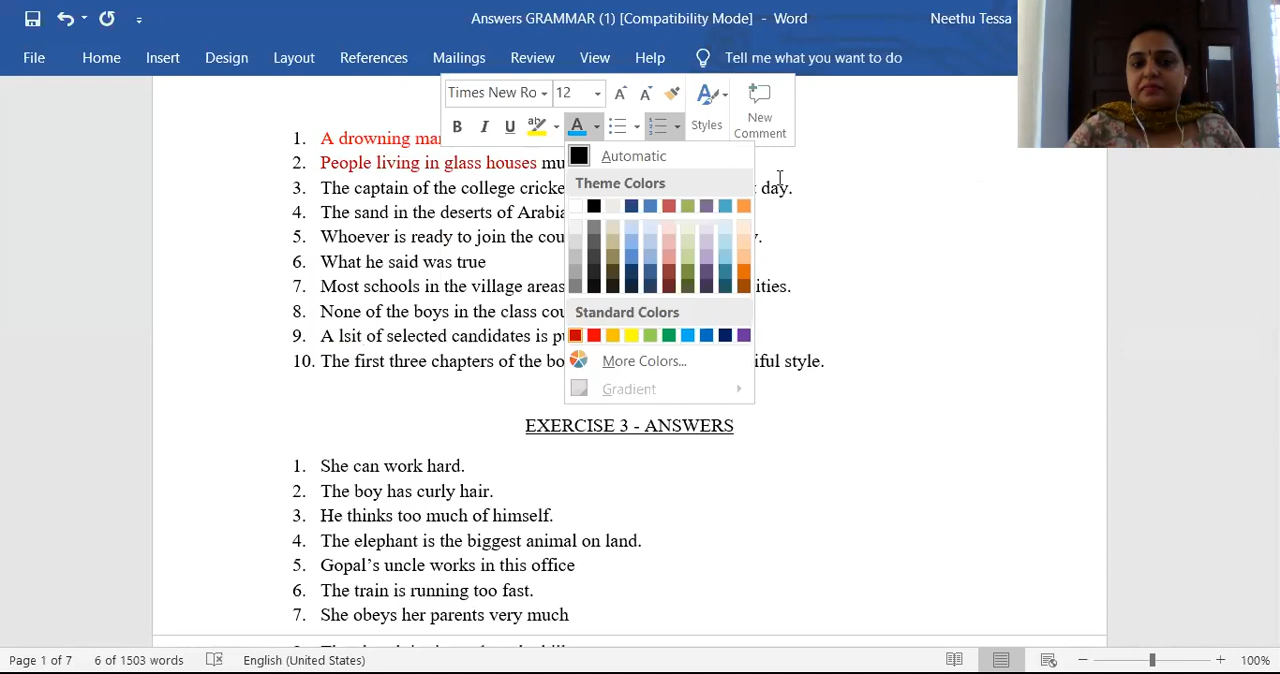 Answers GRAMMAR (1) [Compatibility Mode] - Word Neethu Tessa
File Home Insert Design Layout References Mailings Review View Help Tell me what you want to do
Times New Ro 12 A A Styles New Comment
B I U ab A
1. A drowning mar
2. People living in glass houses mu
3. The captain of the college cricke day.
4. The sand in the deserts of Arabia
5. Whoever is ready to join the cou y.
6. What he said was true
7. Most schools in the village areas ities.
8. None of the boys in the class cou
9. A lsit of selected candidates is pu
10. The first three chapters of the bo iful style.
Automatic
Theme Colors
Standard Colors
More Colors...
Gradient
EXERCISE 3 - ANSWERS
1. She can work hard.
2. The boy has curly hair.
3. He thinks too much of himself.
4. The elephant is the biggest animal on land.
5. Gopal's uncle works in this office
6. The train is running too fast.
7. She obeys her parents very much
Page 1 of 7 6 of 1503 words English (United States) 100%